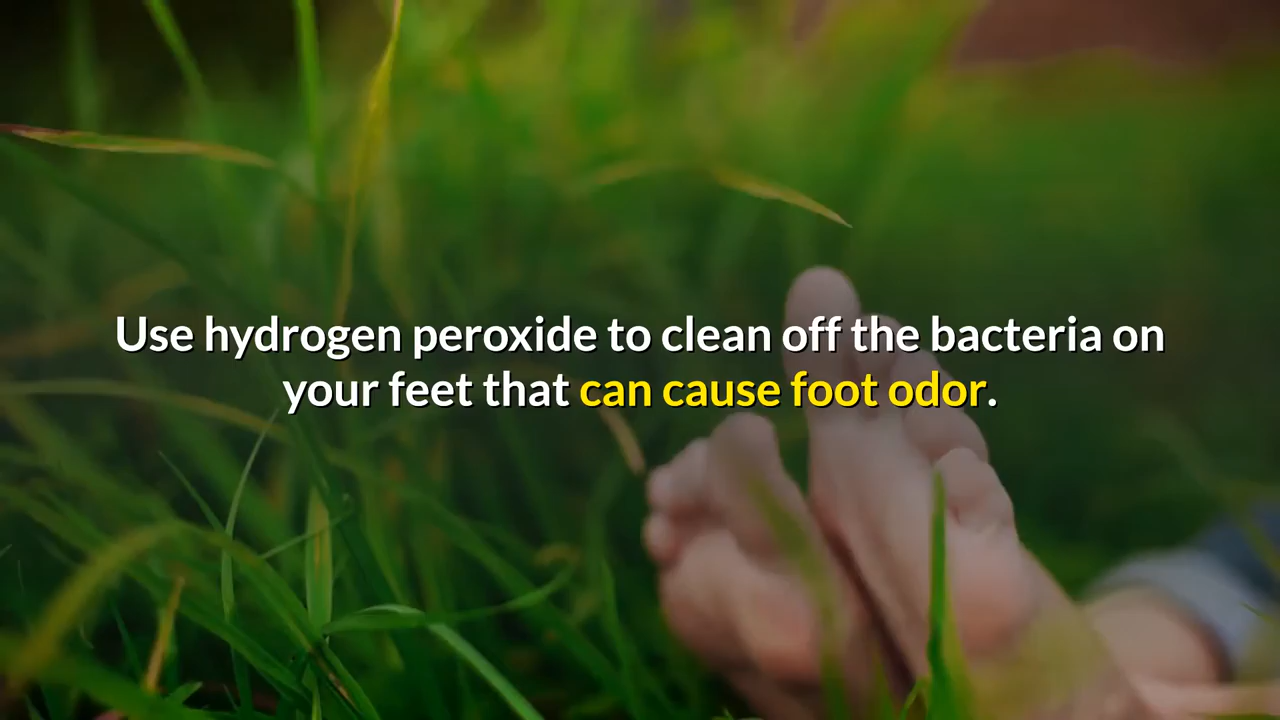 Use hydrogen peroxide to clean off the bacteria on
your feet that can cause foot odor.